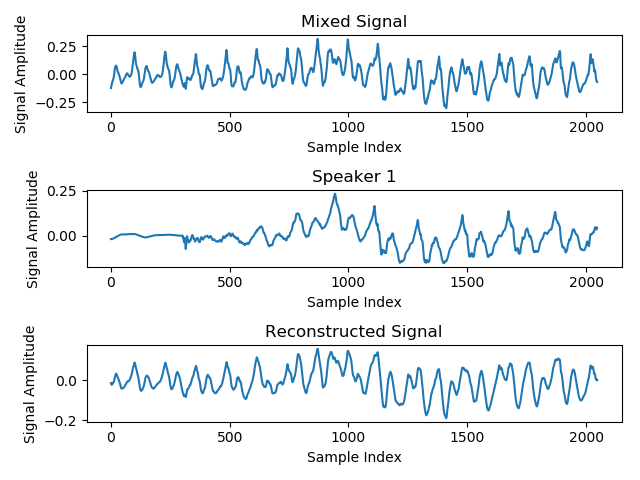 Mixed Signal
Signal Amplitude
0.25
0.00
−0.25
0 500 1000 1500 2000
Sample Index
Speaker 1
Signal Amplitude
0.25
0.00
0 500 1000 1500 2000
Sample Index
Reconstructed Signal
Signal Amplitude
0.0
−0.2
0 500 1000 1500 2000
Sample Index